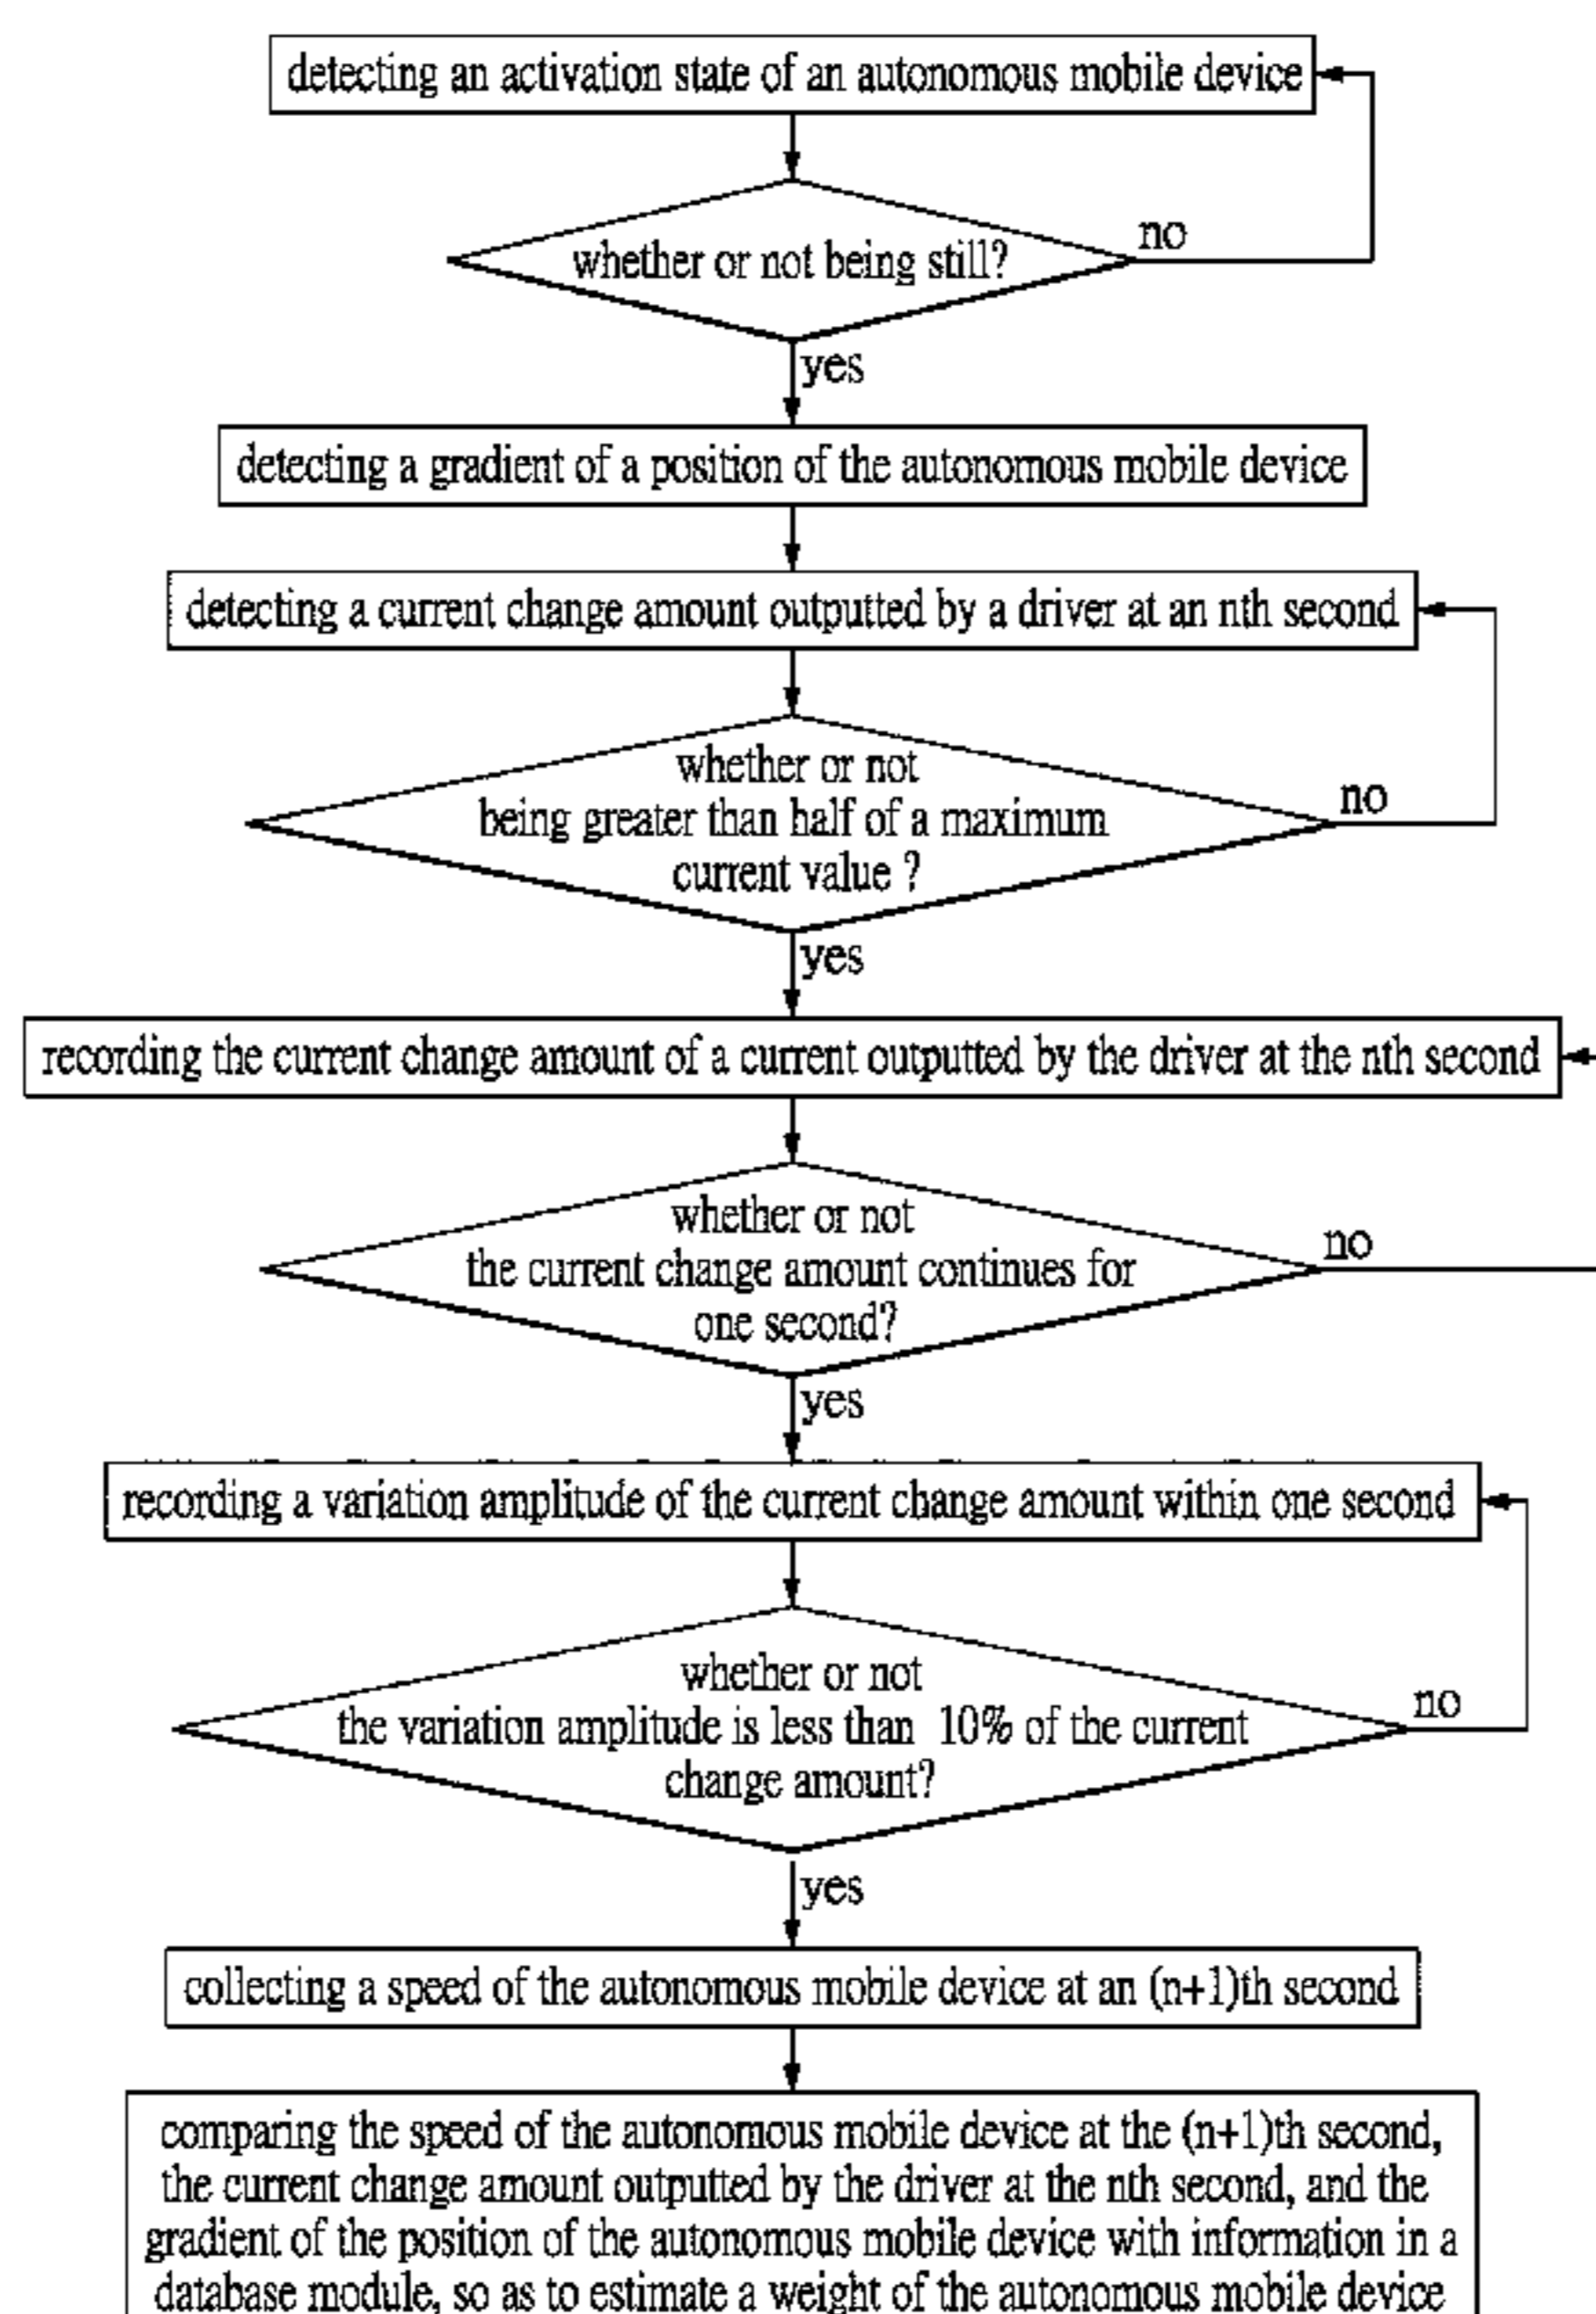 detecting an activation state of an autonomous mobile device
whether or not being still?
no
yes
detecting a gradient of a position of the autonomous mobile device
detecting a current change amount outputted by a driver at an nth second
whether or not
being greater than half of a maximum
current value ?
no
yes
recording the current change amount of a current outputted by the driver at the nth second
whether or not
the current change amount continues for
one second?
no
yes
recording a variation amplitude of the current change amount within one second
whether or not
the variation amplitude is less than 10% of the current
change amount?
no
yes
collecting a speed of the autonomous mobile device at an (n+1)th second
comparing the speed of the autonomous mobile device at the (n+1)th second,
the current change amount outputted by the driver at the nth second, and the
gradient of the position of the autonomous mobile device with information in a
database module, so as to estimate a weight of the autonomous mobile device